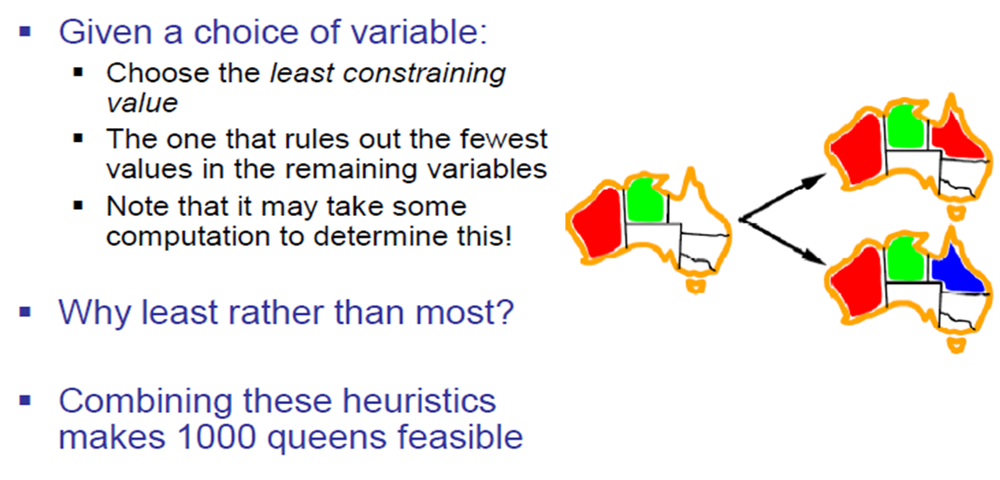 ▪ Given a choice of variable:
▪ Choose the least constraining
value
▪ The one that rules out the fewest
values in the remaining variables
▪ Note that it may take some
computation to determine this!
▪ Why least rather than most?
▪ Combining these heuristics
makes 1000 queens feasible